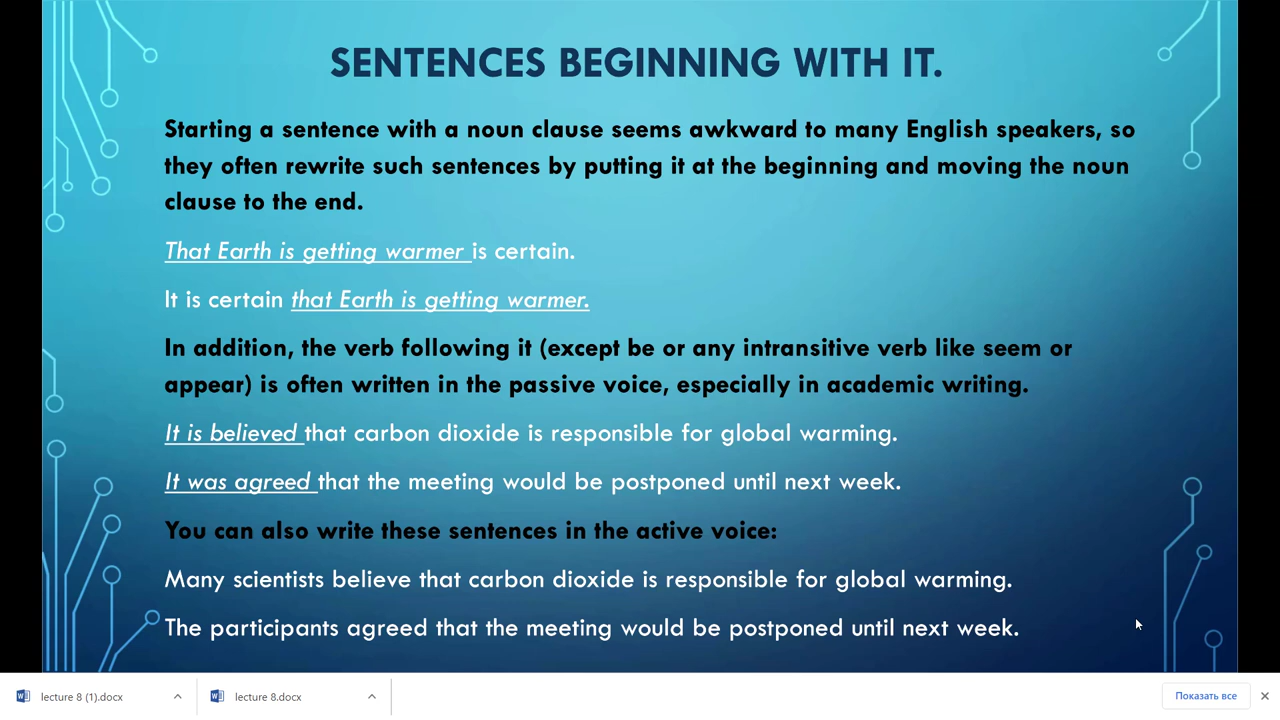 SENTENCES BEGINNING WITH IT.
Starting a sentence with a noun clause seems awkward to many English speakers, so
they often rewrite such sentences by putting it at the beginning and moving the noun
clause to the end.
That Earth is getting warmer is certain.
It is certain that Earth is getting warmer.
In addition, the verb following it (except be or any intransitive verb like seem or
appear) is often written in the passive voice, especially in academic writing.
It is believed that carbon dioxide is responsible for global warming.
It was agreed that the meeting would be postponed until next week.
You can also write these sentences in the active voice:
Many scientists believe that carbon dioxide is responsible for global warming.
The participants agreed that the meeting would be postponed until next week.
lecture 8 (1).docx
lecture 8.docx
Показать все